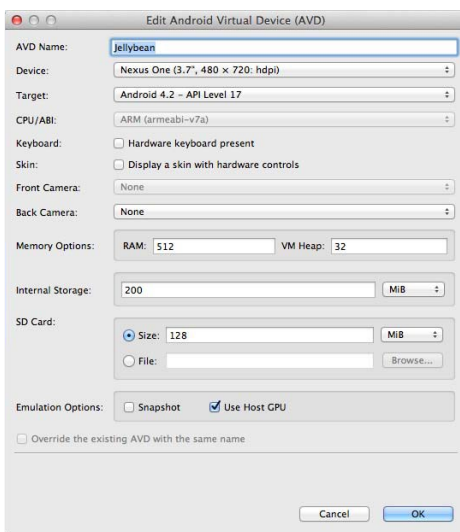 Edit Android Virtual Device (AVD)
AVD Name: Jellybean
Device: Nexus One (3.7", 480 × 720: hdpi)
Target: Android 4.2 – API Level 17
CPU/ABI: ARM (armeabi-v7a)
Keyboard: Hardware keyboard present
Skin: Display a skin with hardware controls
Front Camera: None
Back Camera: None
Memory Options: RAM: 512 VM Heap: 32
Internal Storage: 200 MiB
SD Card:
Size: 128 MiB
File: Browse...
Emulation Options: Snapshot Use Host GPU
Override the existing AVD with the same name
Cancel OK